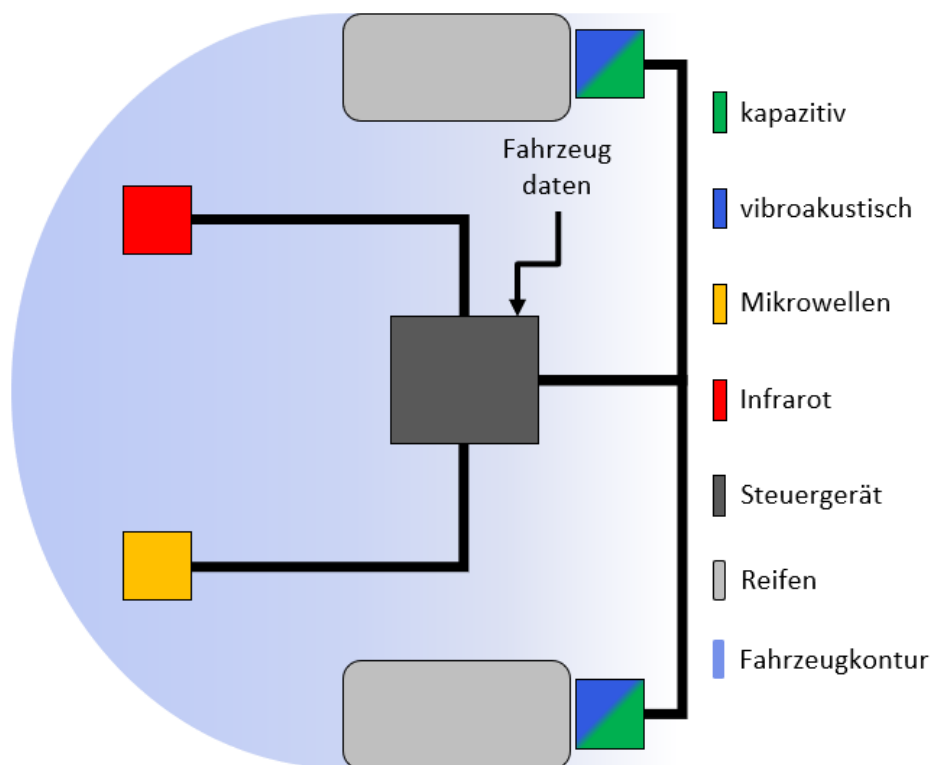 Fahrzeug
daten
kapazitiv
vibroakustisch
Mikrowellen
Infrarot
Steuergerät
Reifen
Fahrzeugkontur